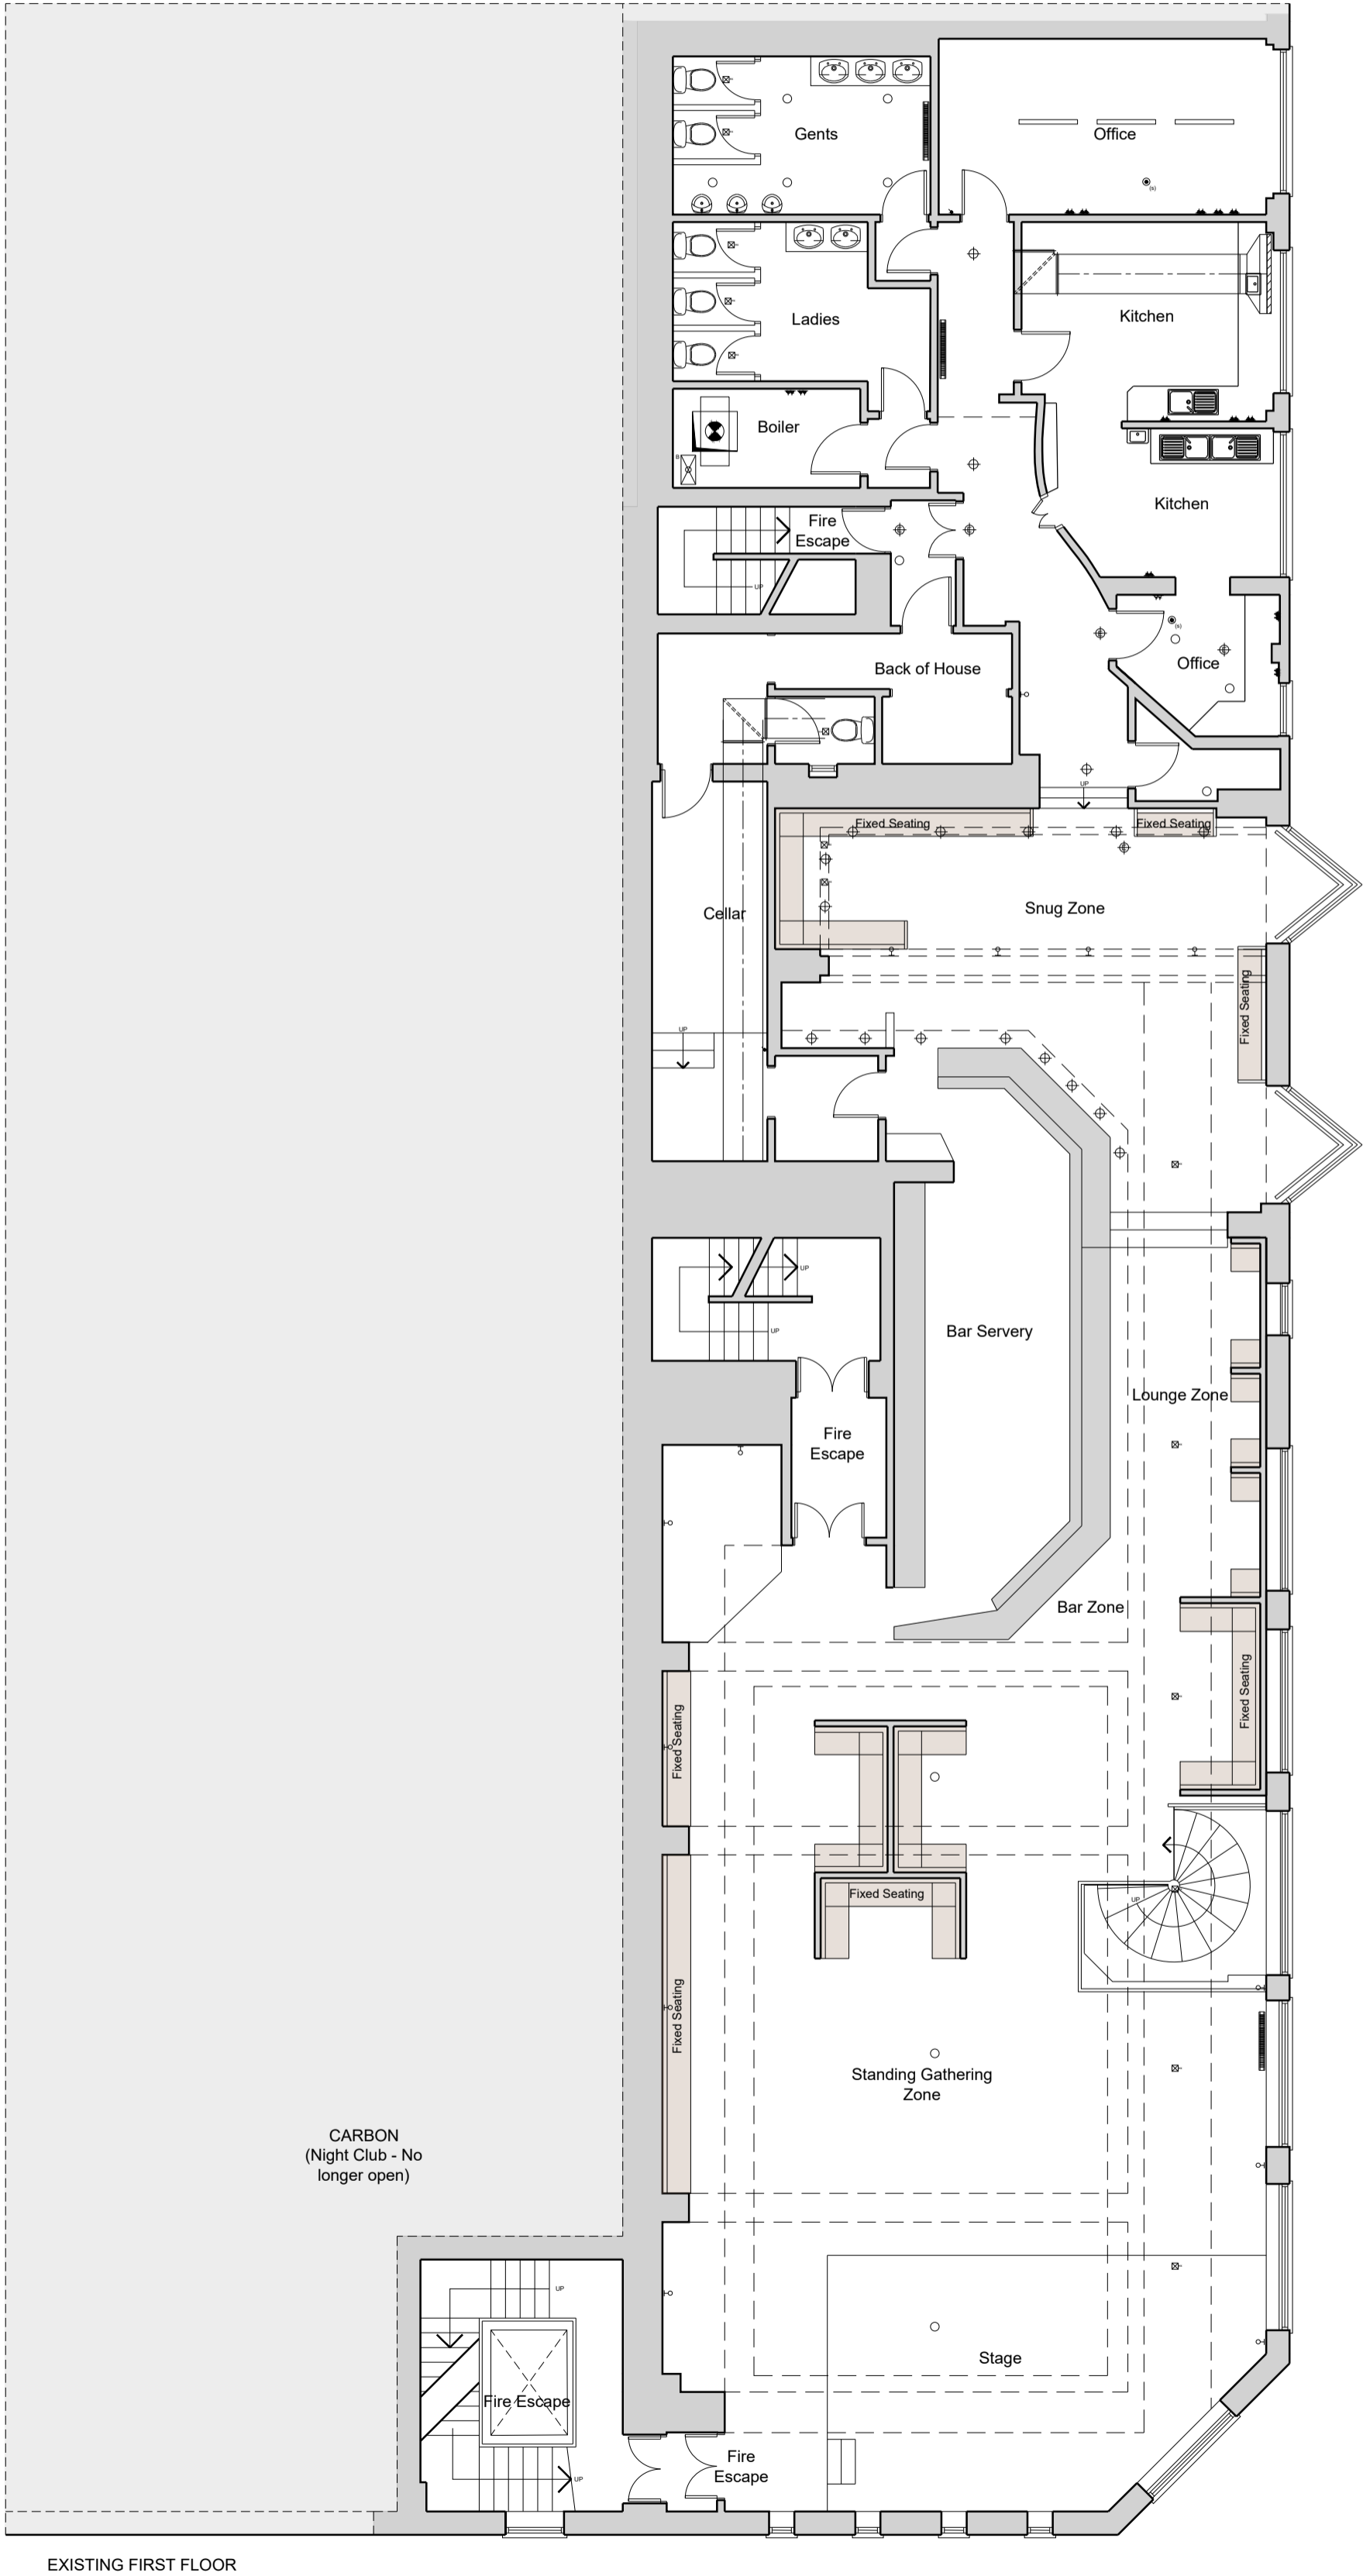 Gents
Office
Ladies
Kitchen
Boiler
Kitchen
Fire
Escape
UP
Back of House
Office
(s)
(s)
UP
Fixed Seating
Fixed Seating
Snug Zone
Cellar
Fixed Seating
UP
UP
UP
Bar Servery
Lounge Zone
Fire
Escape
Bar Zone
Fixed Seating
Fixed Seating
Fixed Seating
UP
Fixed Seating
Standing Gathering
Zone
CARBON
(Night Club - No
longer open)
UP
Stage
Fire Escape
Fire
Escape
UP
EXISTING FIRST FLOOR